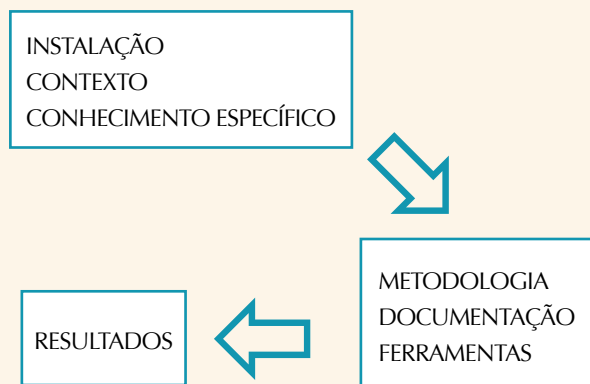 INSTALAÇÃO
CONTEXTO
CONHECIMENTO ESPECÍFICO
METODOLOGIA
DOCUMENTAÇÃO
FERRAMENTAS
RESULTADOS